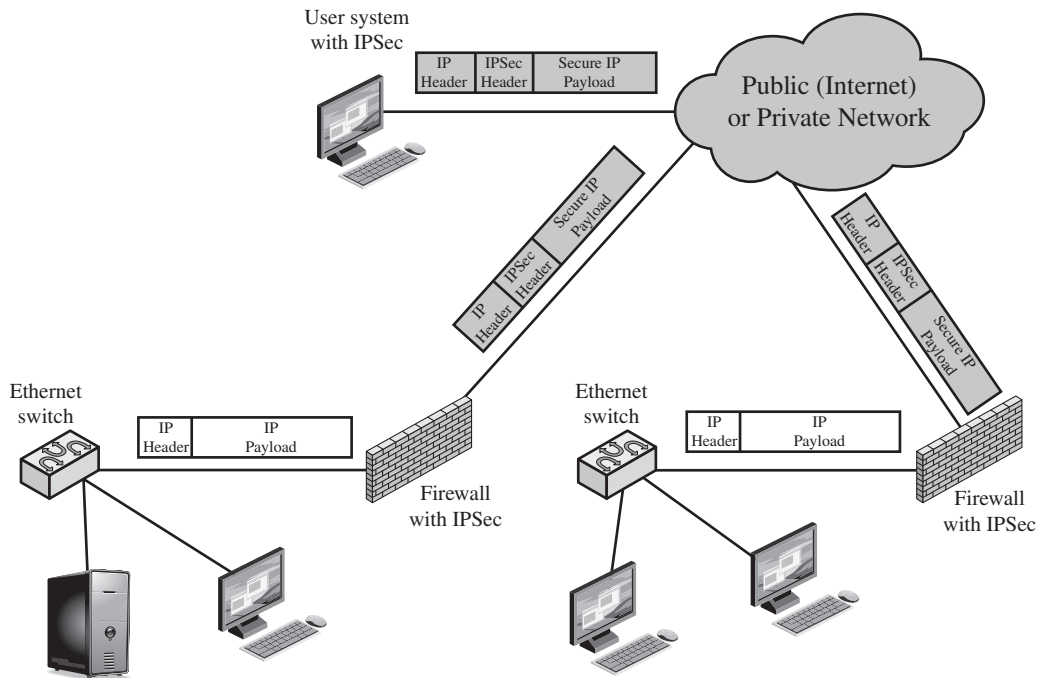 User system
with IPSec
IP
Header
IPSec
Header
Secure IP
Payload
Public (Internet)
or Private Network
IP
Header
IPSec
Header
Secure IP
Payload
IP
Header
IPSec
Header
Secure IP
Payload
Ethernet
switch
IP
Header
IP
Payload
Firewall
with IPSec
Ethernet
switch
IP
Header
IP
Payload
Firewall
with IPSec